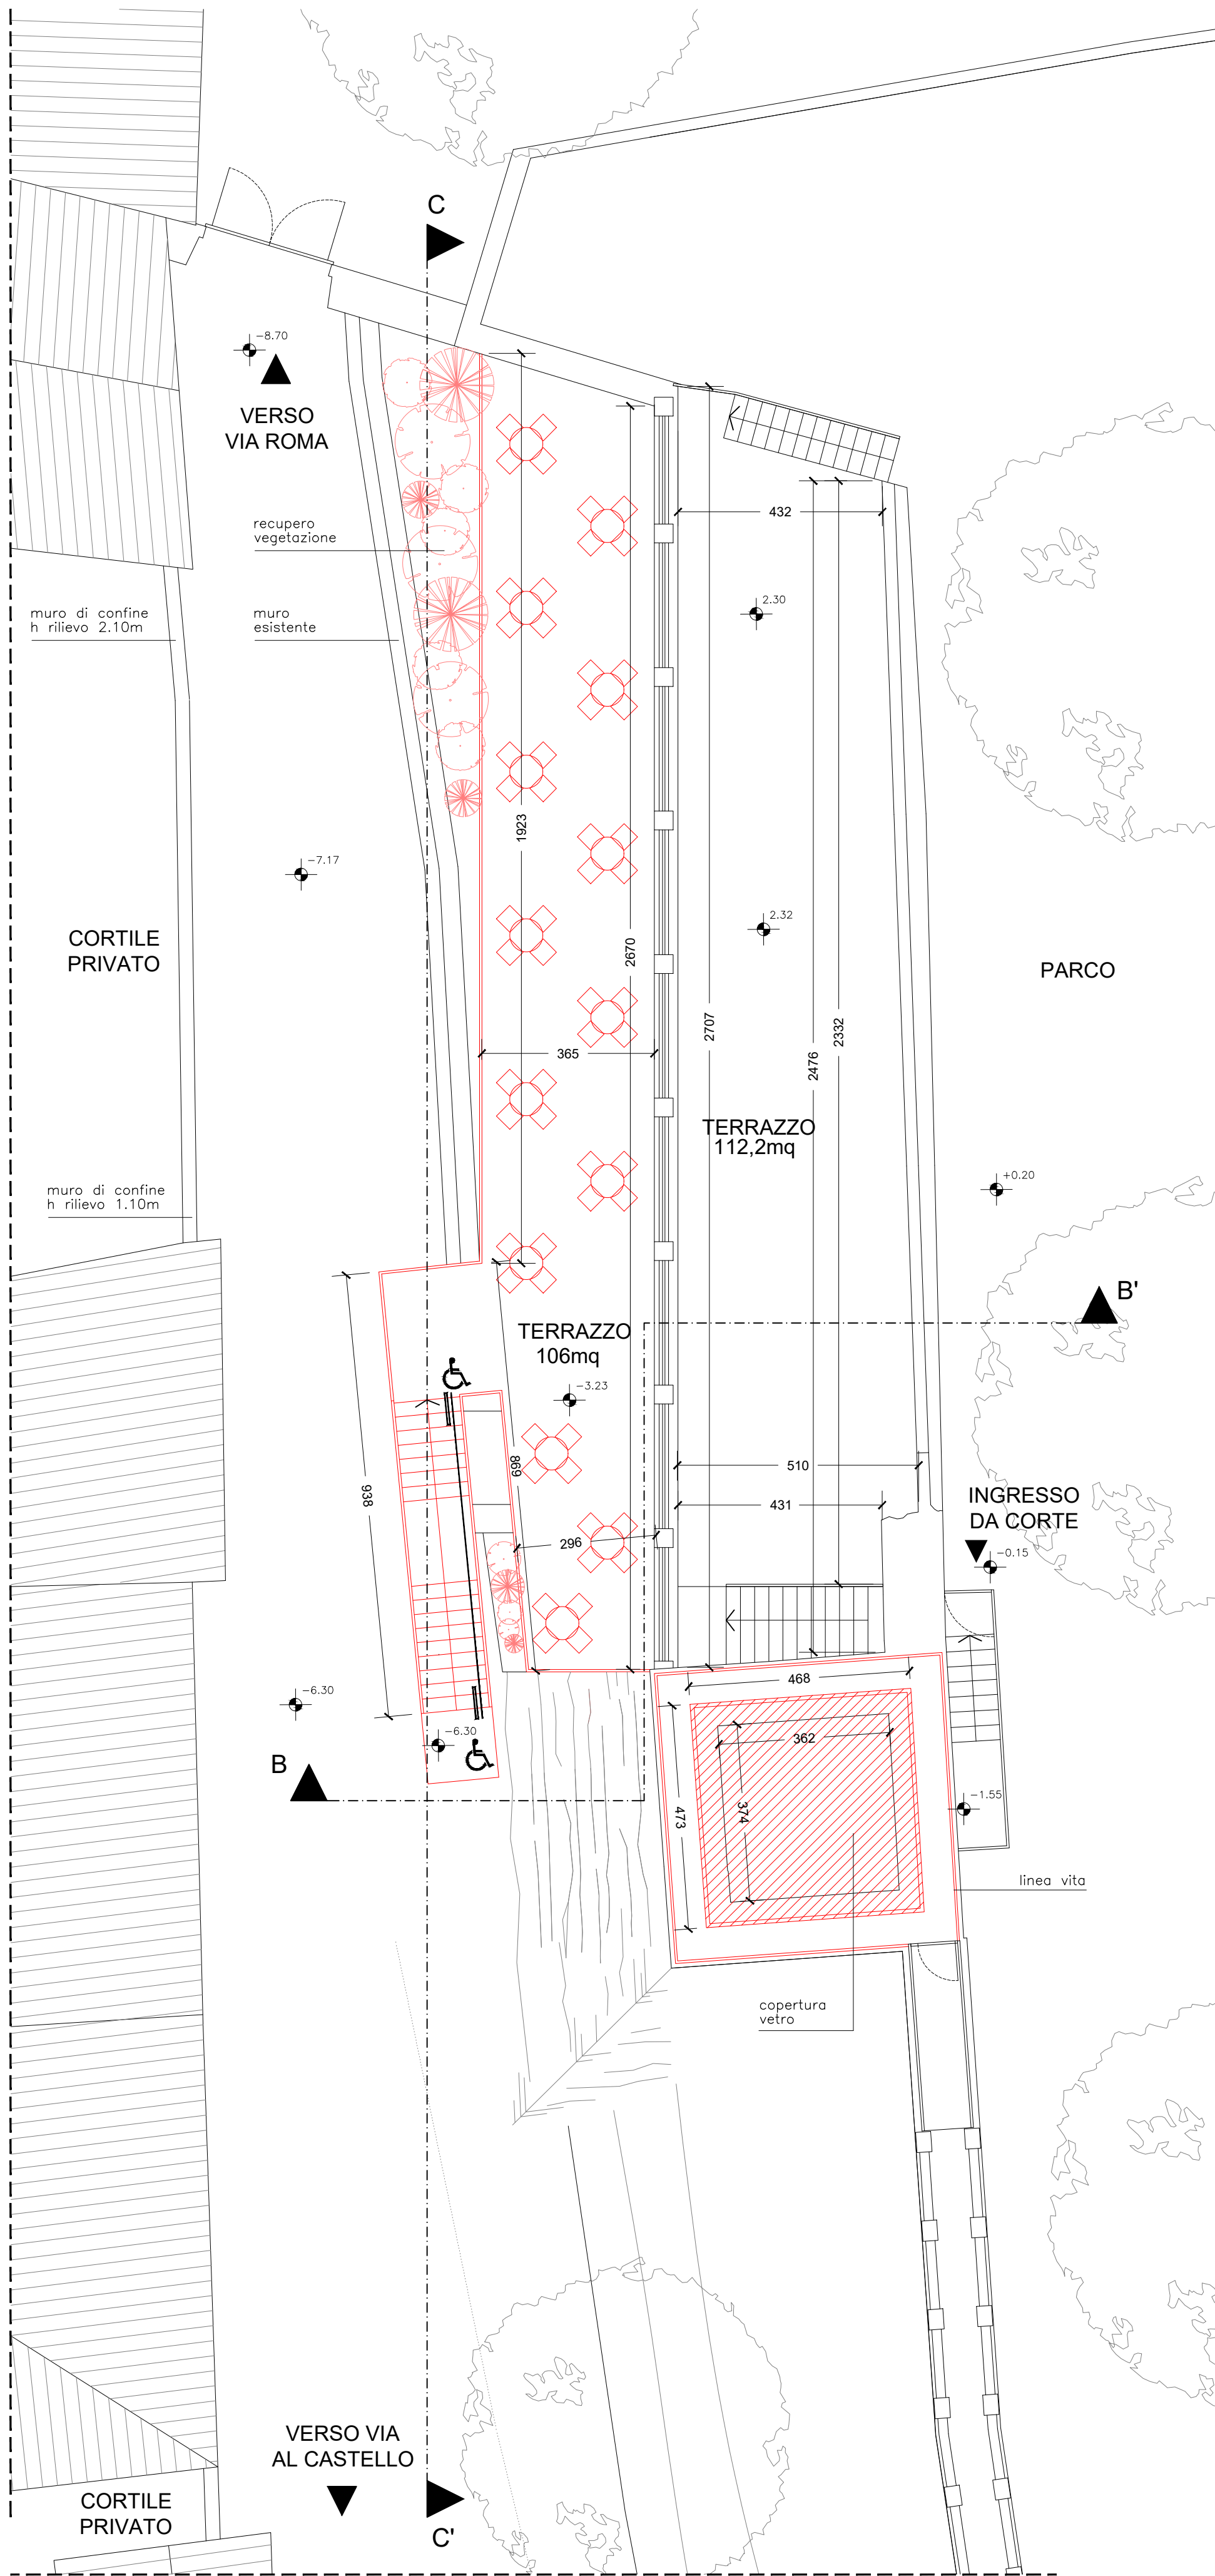 C
−8.70
VERSO
VIA ROMA
432
recupero
vegetazione
2.30
muro di confine
h rilievo 2.10m
muro
esistente
1923
−7.17
2.32
CORTILE
PRIVATO
2670
PARCO
2707
2476
2332
365
TERRAZZO
112,2mq
+0.20
muro di confine
h rilievo 1.10m
B'
TERRAZZO
106mq
−3.23
938
869
510
431
INGRESSO
DA CORTE
−0.15
296
468
−6.30
−6.30
B
362
473
374
−1.55
linea vita
copertura
vetro
VERSO VIA
AL CASTELLO
CORTILE
PRIVATO
C'